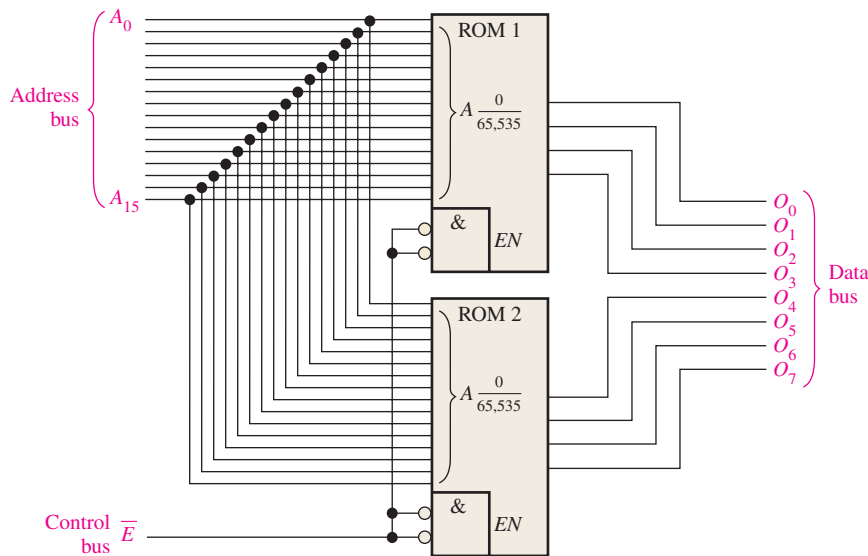 A₀
Address
bus
A₁₅
ROM 1
A 0/65,535
&
EN
ROM 2
A 0/65,535
&
EN
Control
bus E̅
O₀
O₁
O₂
O₃
O₄
O₅
O₆
O₇
Data
bus